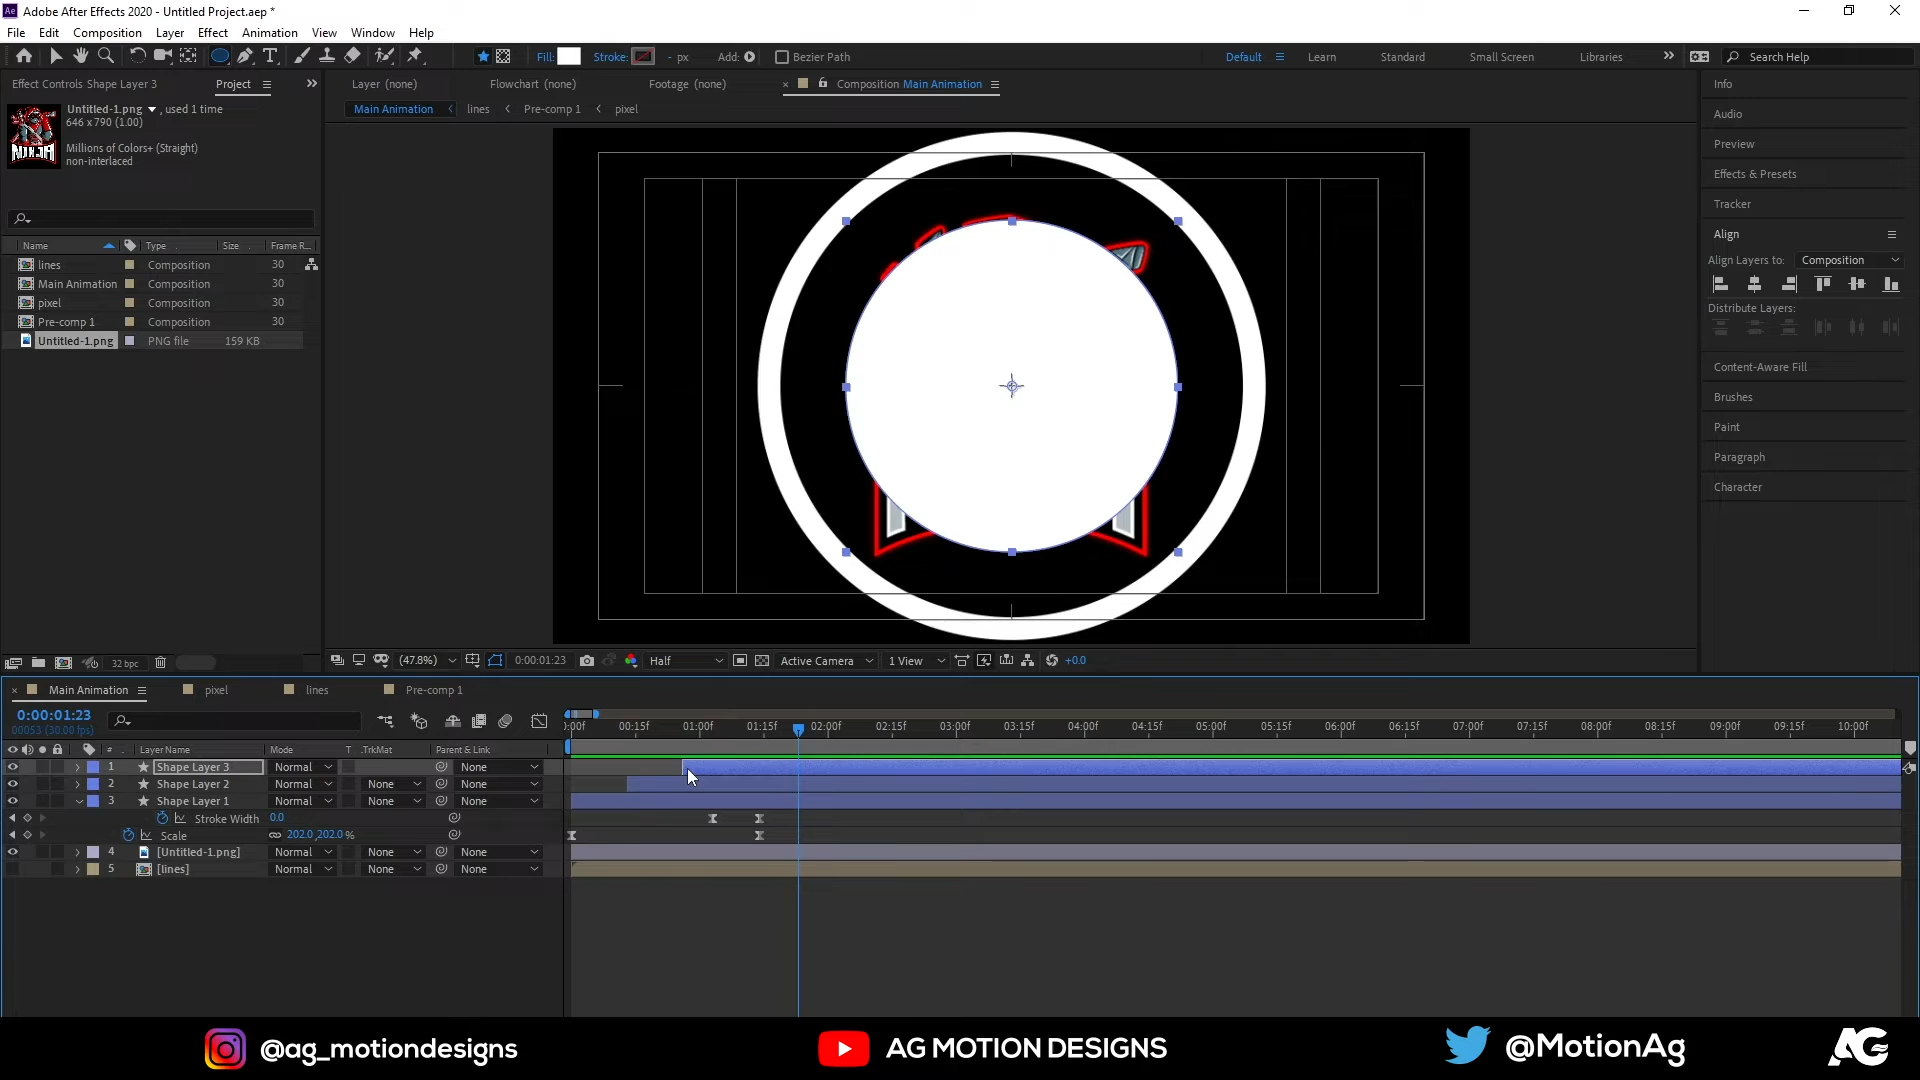 Adobe After Effects 2020 - Untitled Project.aep *
File Edit Composition Layer Effect Animation View Window Help
Fill: Stroke: - px Add: Bezier Path Default Learn Standard Small Screen Libraries Search Help
Effect Controls Shape Layer 3 Project
Layer (none) Flowchart (none) Footage (none) Composition Main Animation
Main Animation lines Pre-comp 1 pixel
Untitled-1.png , used 1 time
646 x 790 (1.00)
Millions of Colors+ (Straight)
non-interlaced
NINJA
Name Type Size Frame R...
lines Composition 30
Main Animation Composition 30
pixel Composition 30
Pre-comp 1 Composition 30
Untitled-1.png PNG file 159 KB
Info
Audio
Preview
Effects & Presets
Tracker
Align
Align Layers to: Composition
Distribute Layers:
Content-Aware Fill
Brushes
Paint
Paragraph
Character
32 bpc
(47.8%) 0:00:01:23 Half Active Camera 1 View +0.0
Main Animation pixel lines Pre-comp 1
0:00:01:23
00053 (30.00 fps)
:00f 00:15f 01:00f 01:15f 02:00f 02:15f 03:00f 03:15f 04:00f 04:15f 05:00f 05:15f 06:00f 06:15f 07:00f 07:15f 08:00f 08:15f 09:00f 09:15f 10:00f
# Layer Name Mode T .TrkMat Parent & Link
1 Shape Layer 3 Normal None
2 Shape Layer 2 Normal None None
3 Shape Layer 1 Normal None None
Stroke Width 0.0
Scale 202.0,202.0%
4 [Untitled-1.png] Normal None None
5 [lines] Normal None None
@ag_motiondesigns AG MOTION DESIGNS @MotionAg AG